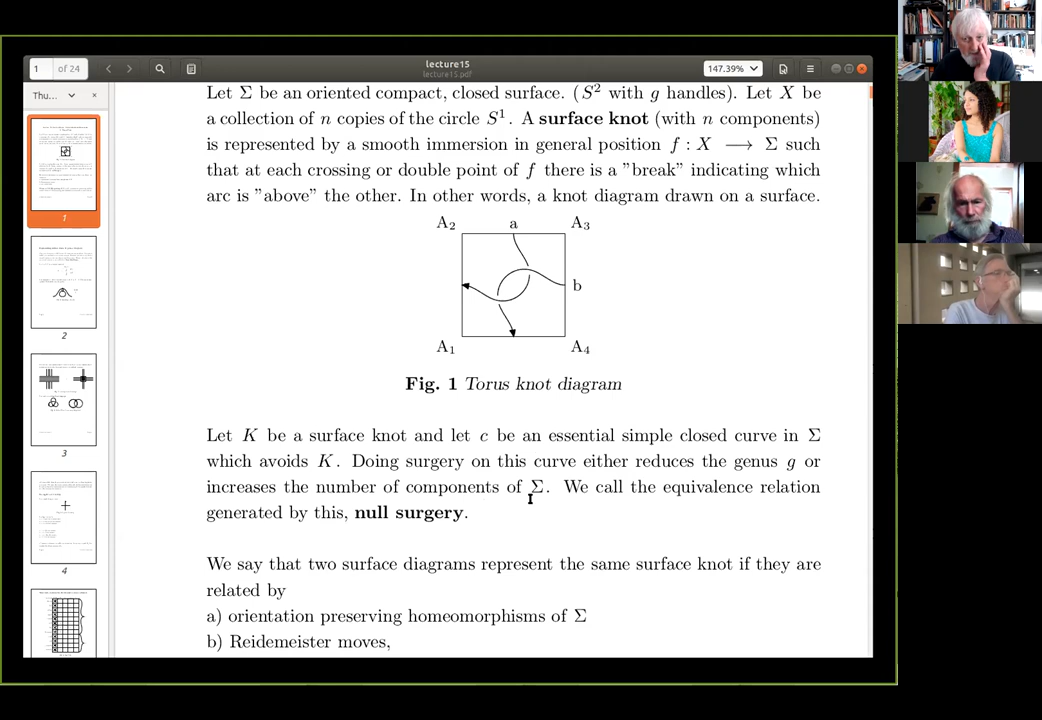 lecture15
lecture15.pdf
1 of 24
147.39%
Thu...
Let Σ be an oriented compact, closed surface. (S² with g handles). Let X be
a collection of n copies of the circle S¹. A surface knot (with n components)
is represented by a smooth immersion in general position f : X ⟶ Σ such
that at each crossing or double point of f there is a ”break” indicating which
arc is ”above” the other. In other words, a knot diagram drawn on a surface.
A₂ a A₃
b
A₁ A₄
Fig. 1 Torus knot diagram
Let K be a surface knot and let c be an essential simple closed curve in Σ
which avoids K. Doing surgery on this curve either reduces the genus g or
increases the number of components of Σ. We call the equivalence relation
generated by this, null surgery.
We say that two surface diagrams represent the same surface knot if they are
related by
a) orientation preserving homeomorphisms of Σ
b) Reidemeister moves,
1
2
3
4